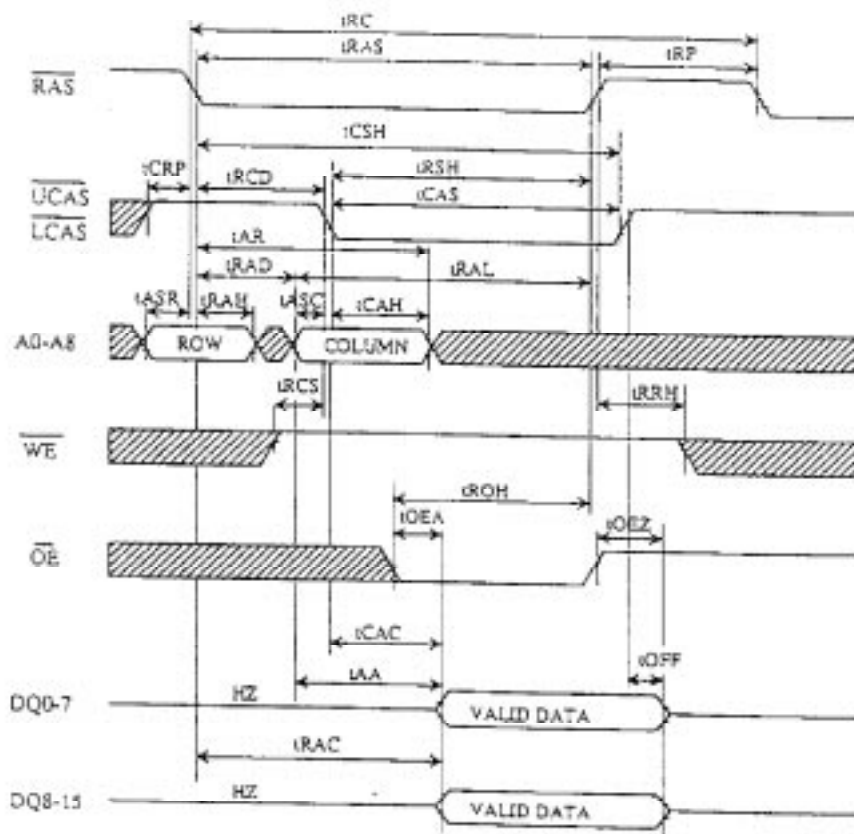 tRC
tRAS
tRP
RAS
tCSH
tCRP
tRCD
tRSH
UCAS
tCAS
LCAS
tAR
tRAD
tRAL
tASR
tRAH
tASC
tCAH
A0-A8
ROW
COLUMN
tRCS
tRRH
WE
tROH
tOEA
tOEZ
OE
tCAC
tOFF
tAA
DQ0-7
HZ
VALID DATA
tRAC
DQ8-15
HZ
VALID DATA